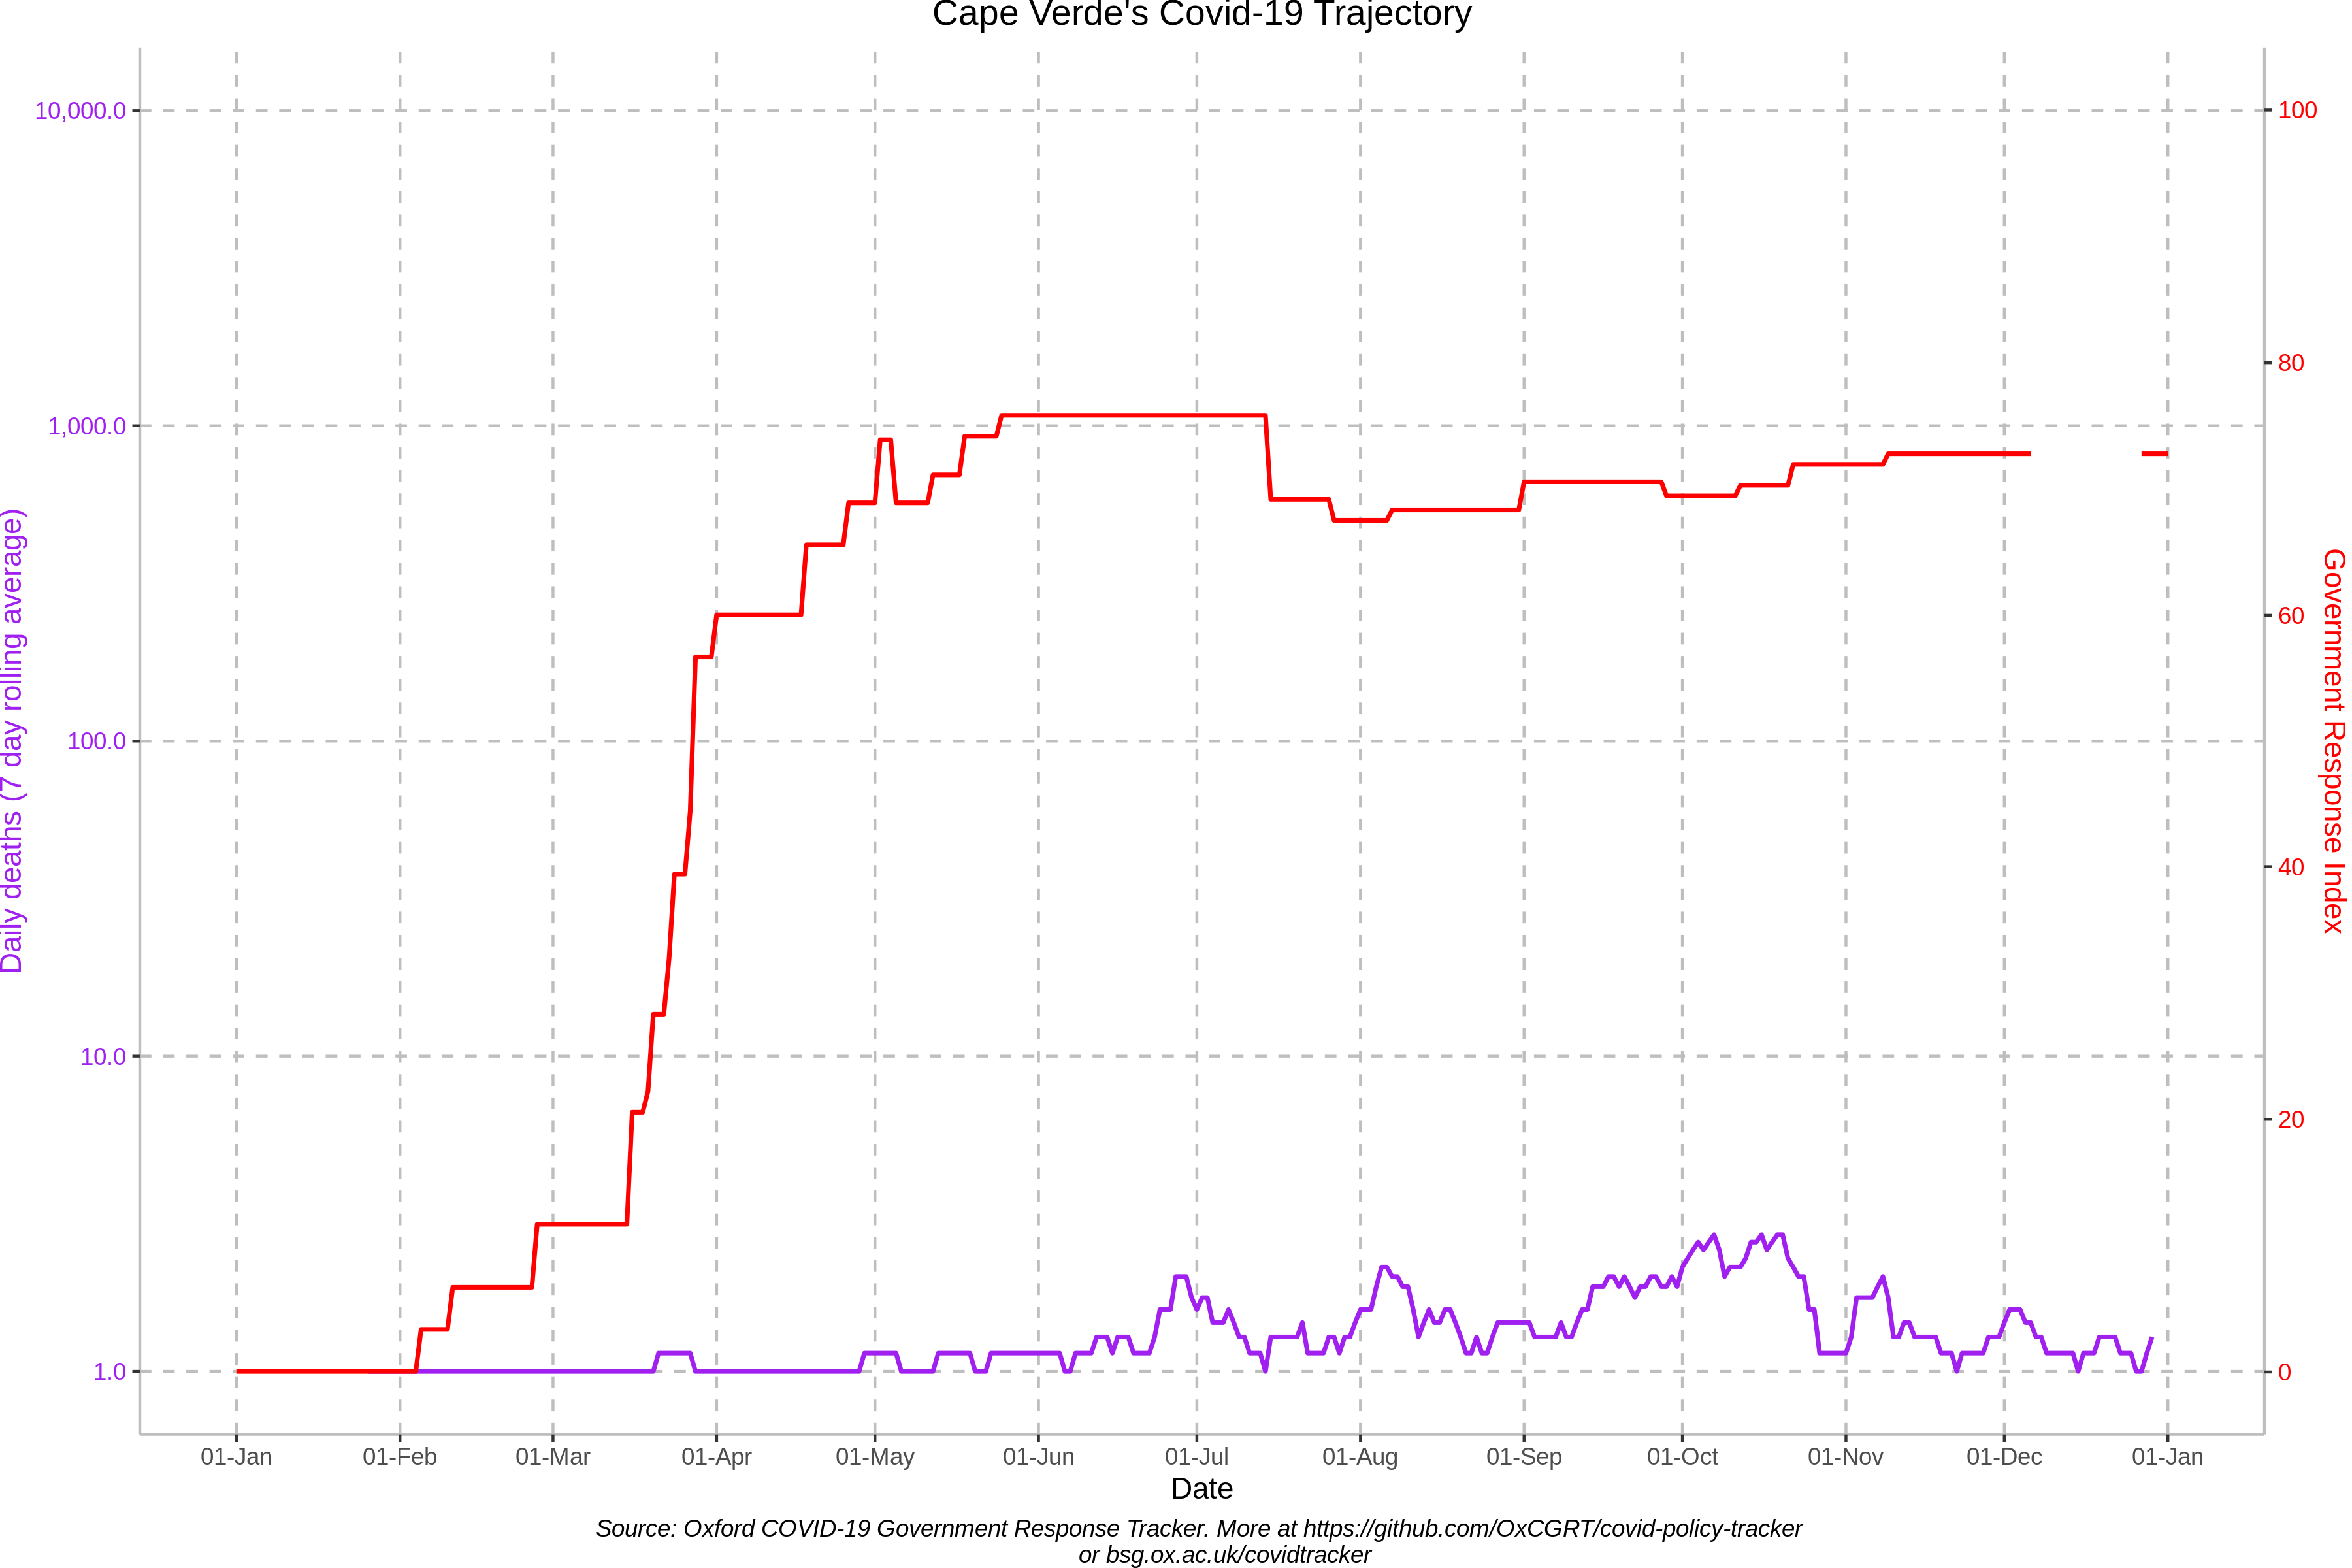 Cape Verde's Covid-19 Trajectory
10,000.0
1,000.0
100.0
10.0
1.0
Daily deaths (7 day rolling average)
100
80
60
40
20
0
Government Response Index
01-Jan 01-Feb 01-Mar 01-Apr 01-May 01-Jun 01-Jul 01-Aug 01-Sep 01-Oct 01-Nov 01-Dec 01-Jan
Date
Source: Oxford COVID-19 Government Response Tracker. More at https://github.com/OxCGRT/covid-policy-tracker
or bsg.ox.ac.uk/covidtracker